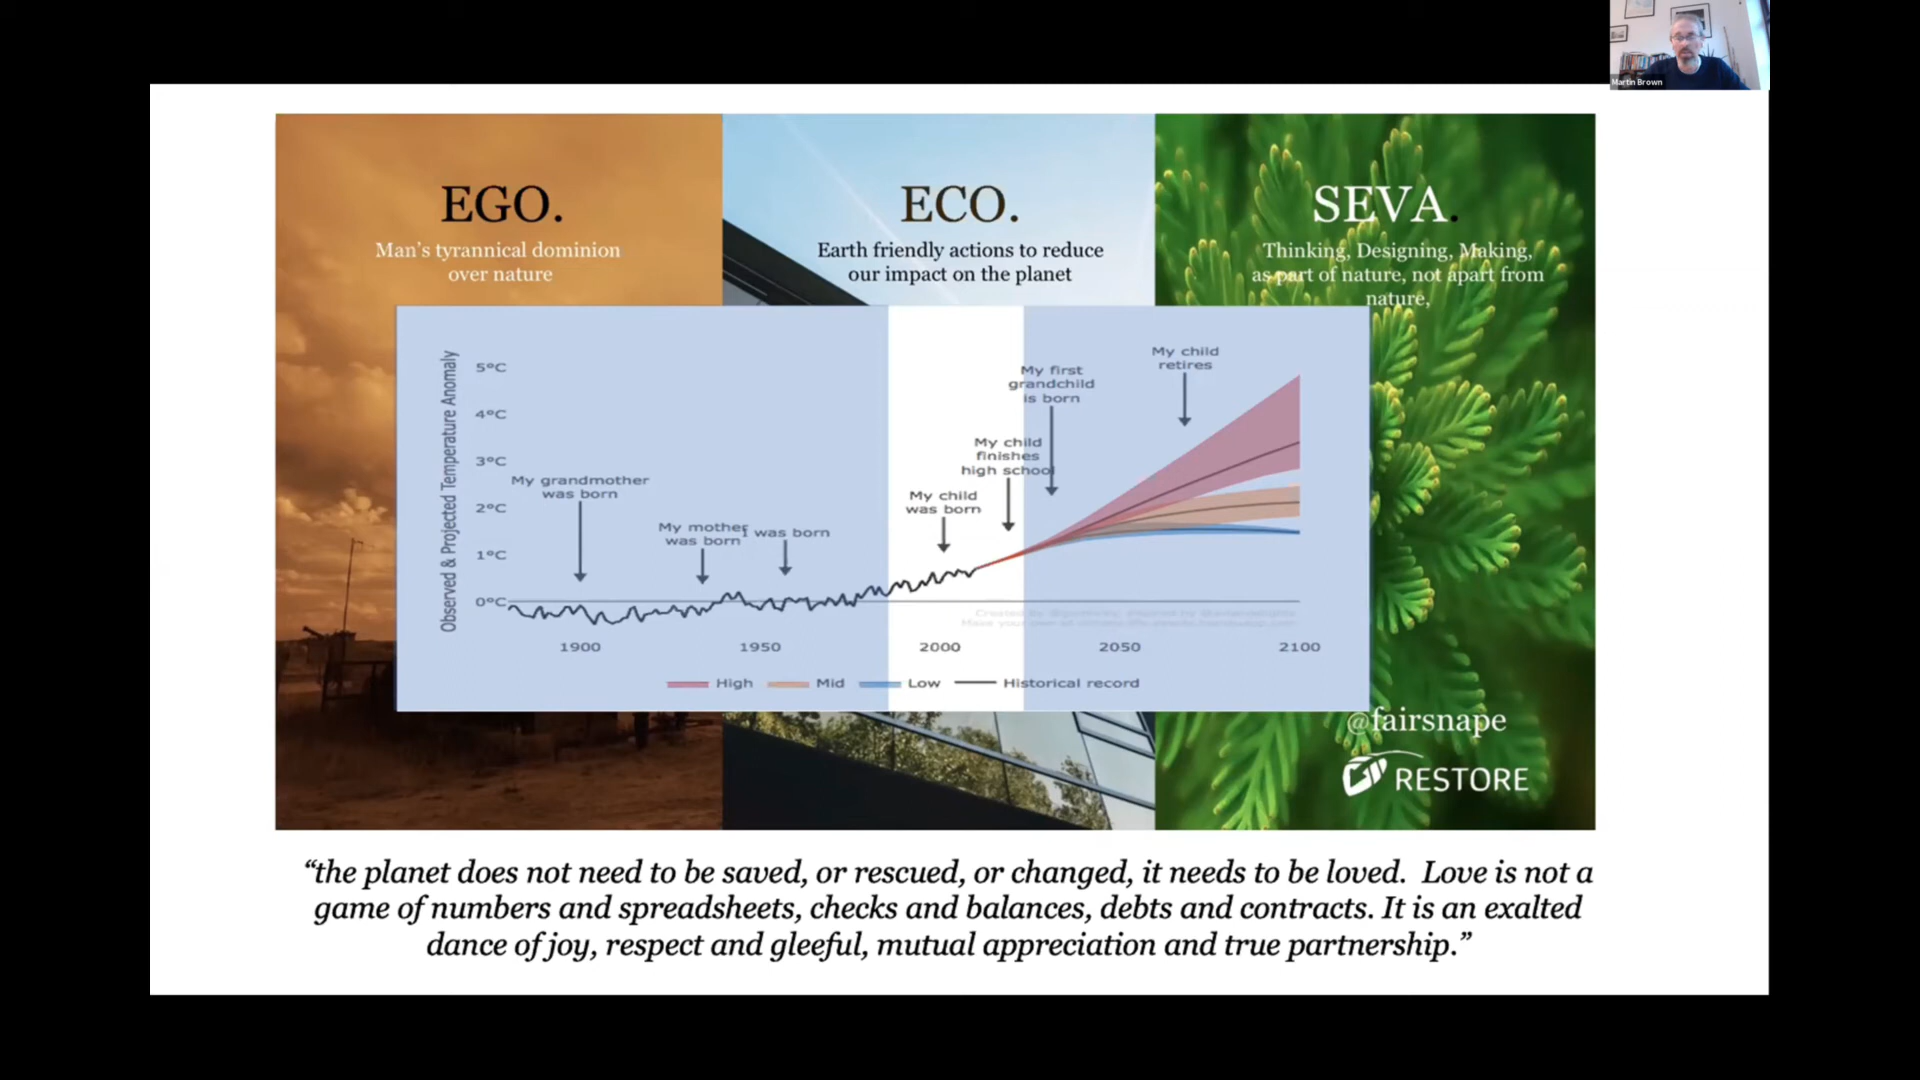 Martin Brown
EGO.
Man's tyrannical dominion
over nature
ECO.
Earth friendly actions to reduce
our impact on the planet
SEVA.
Thinking, Designing, Making,
as part of nature, not apart from
nature,
Observed & Projected Temperature Anomaly
5°C
4°C
3°C
2°C
1°C
0°C
My grandmother
was born
My mother
was born
I was born
My child
was born
My child
finishes
high school
My first
grandchild
is born
My child
retires
1900
1950
2000
2050
2100
High
Mid
Low
Historical record
@fairsnape
RESTORE
“the planet does not need to be saved, or rescued, or changed, it needs to be loved. Love is not a
game of numbers and spreadsheets, checks and balances, debts and contracts. It is an exalted
dance of joy, respect and gleeful, mutual appreciation and true partnership.”